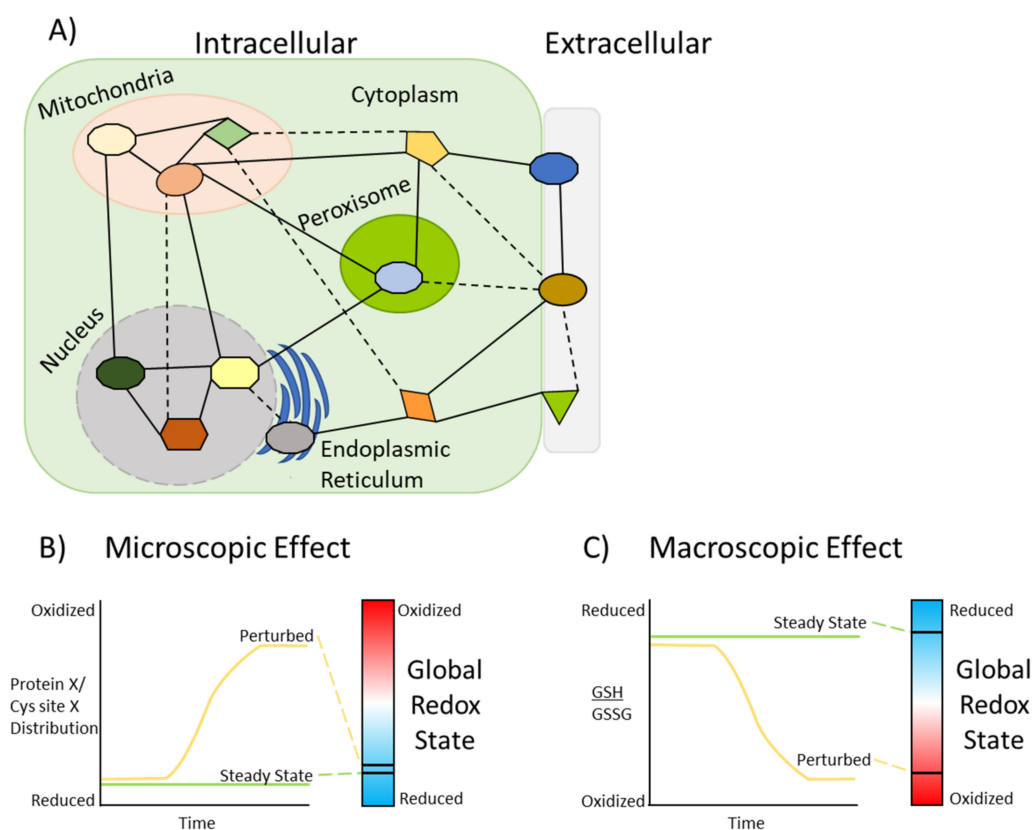 A)
Intracellular
Extracellular
Mitochondria
Cytoplasm
Peroxisome
Nucleus
Endoplasmic
Reticulum
B)
Microscopic Effect
Oxidized
Protein X/
Cys site X
Distribution
Reduced
Perturbed
Steady State
Time
Oxidized
Global
Redox
State
Reduced
C)
Macroscopic Effect
Reduced
GSH
GSSG
Oxidized
Steady State
Perturbed
Time
Reduced
Global
Redox
State
Oxidized